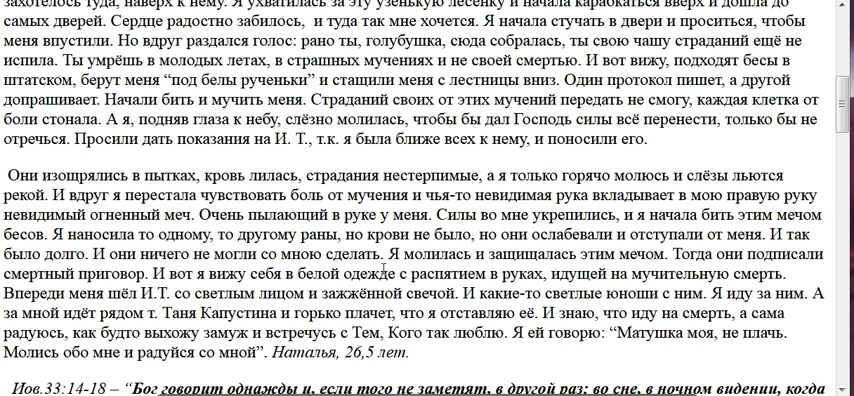 захотелось туда, наверх к нему. Я ухватилась за эту узенькую лесенку и начала карабкаться вверх и дошла до
самых дверей. Сердце радостно забилось,  и туда так мне хочется. Я начала стучать в двери и проситься, чтобы
меня впустили. Но вдруг раздался голос: рано ты, голубушка, сюда собралась, ты свою чашу страданий ещё не
испила. Ты умрёшь в молодых летах, в страшных мучениях и не своей смертью. И вот вижу, подходят бесы в
штатском, берут меня “под белы рученьки” и стащили меня с лестницы вниз. Один протокол пишет, а другой
допрашивает. Начали бить и мучить меня. Страданий своих от этих мучений передать не смогу, каждая клетка от
боли стонала. А я, подняв глаза к небу, слёзно молилась, чтобы бы дал Господь силы всё перенести, только бы не
отречься. Просили дать показания на И. Т., т.к. я была ближе всех к нему, и поносили его.
Они изощрялись в пытках, кровь лилась, страдания нестерпимые, а я только горячо молюсь и слёзы льются
рекой. И вдруг я перестала чувствовать боль от мучения и чья-то невидимая рука вкладывает в мою правую руку
невидимый огненный меч. Очень пылающий в руке у меня. Силы во мне укрепились, и я начала бить этим мечом
бесов. Я наносила то одному, то другому раны, но крови не было, но они ослабевали и отступали от меня. И так
было долго. И они ничего не могли со мною сделать. Я молилась и защищалась этим мечом. Тогда они подписали
смертный приговор. И вот я вижу себя в белой одежде с распятием в руках, идущей на мучительную смерть.
Впереди меня шёл И.Т. со светлым лицом и зажжённой свечой. И какие-то светлые юноши с ним. Я иду за ним. А
за мной идёт рядом т. Таня Капустина и горько плачет, что я отставляю её. И знаю, что иду на смерть, а сама
радуюсь, как будто выхожу замуж и встречусь с Тем, Кого так люблю. Я ей говорю: “Матушка моя, не плачь.
Молись обо мне и радуйся со мной”. Наталья, 26,5 лет.
Иов.33:14-18 – “Бог говорит однажды и, если того не заметят, в другой раз: во сне, в ночном видении, когда